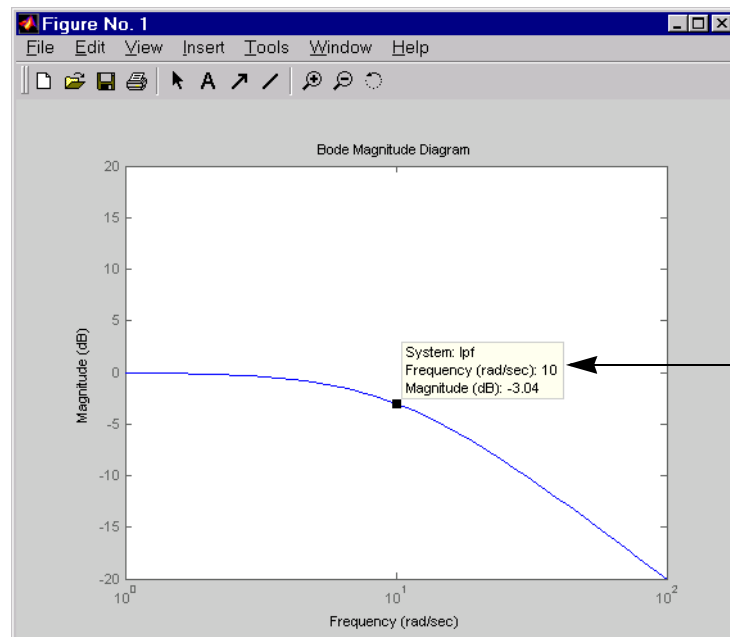 Figure No. 1
File Edit View Insert Tools Window Help
A
Bode Magnitude Diagram
20
15
10
5
0
-5
-10
-15
-20
Magnitude (dB)
System: lpf
Frequency (rad/sec): 10
Magnitude (dB): -3.04
10^0
10^1
10^2
Frequency (rad/sec)